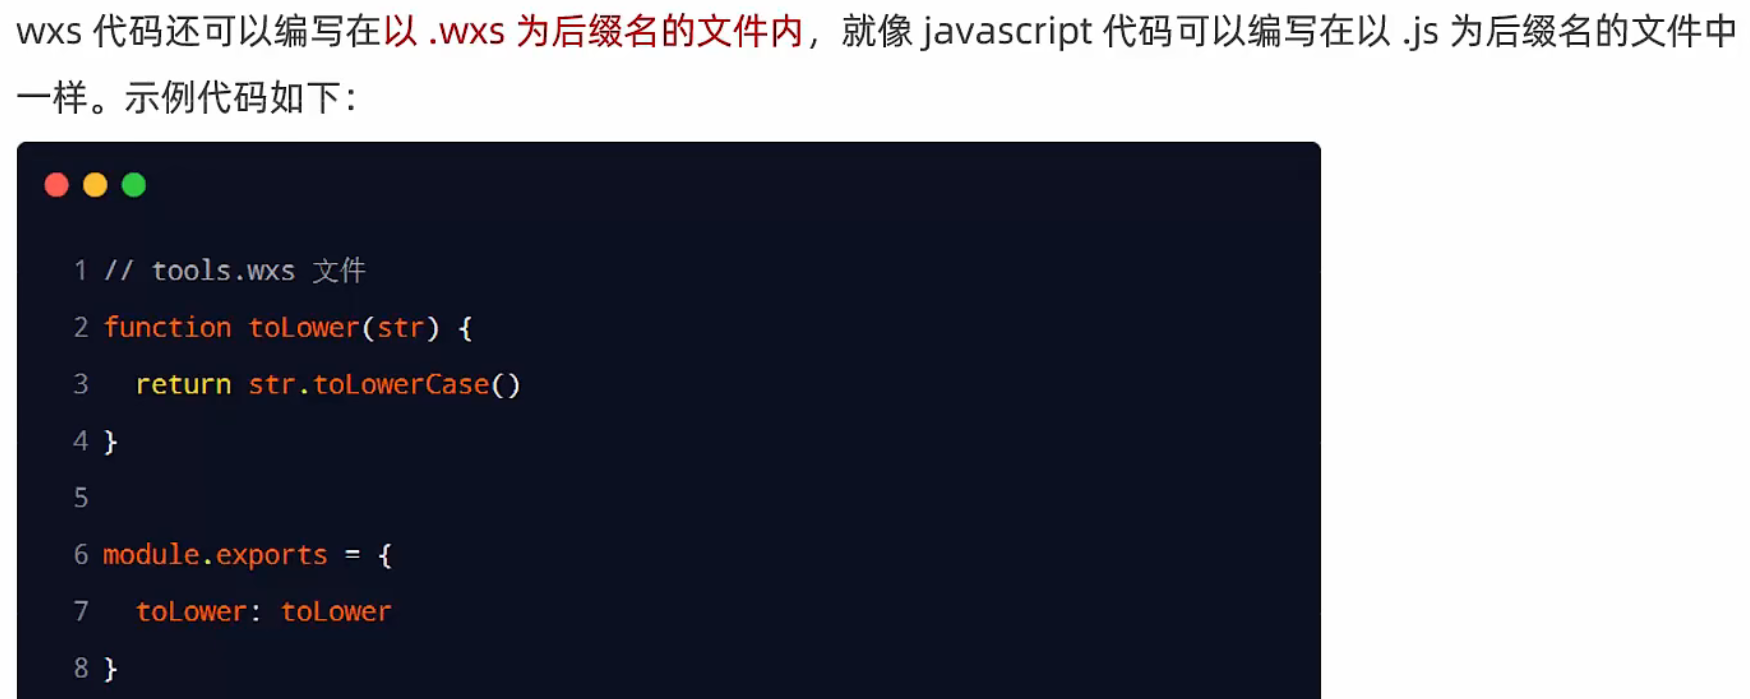 wxs 代码还可以编写在以 .wxs 为后缀名的文件内，就像 javascript 代码可以编写在以 .js 为后缀名的文件中
一样。示例代码如下：
1 // tools.wxs 文件
2 function toLower(str) {
3   return str.toLowerCase()
4 }
5
6 module.exports = {
7   toLower: toLower
8 }